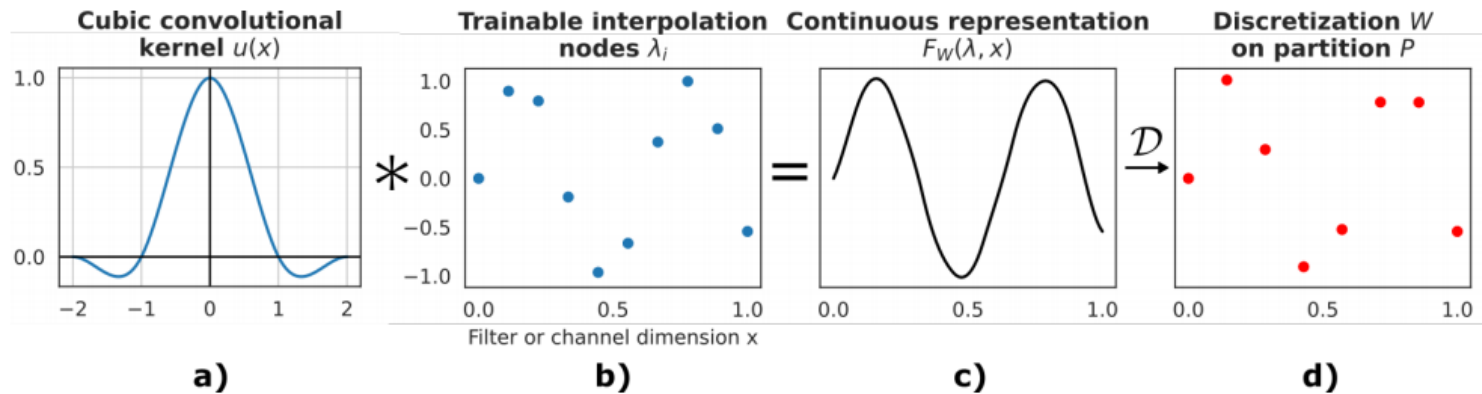 Cubic convolutional
kernel u(x)
1.0
0.5
0.0
−2 −1 0 1 2
a)
*
Trainable interpolation
nodes λᵢ
1.0
0.5
0.0
−0.5
−1.0
0.0 0.5 1.0
Filter or channel dimension x
b)
=
Continuous representation
F_W(λ, x)
0.0 0.5 1.0
c)
𝒟
→
Discretization W
on partition P
0.0 0.5 1.0
d)